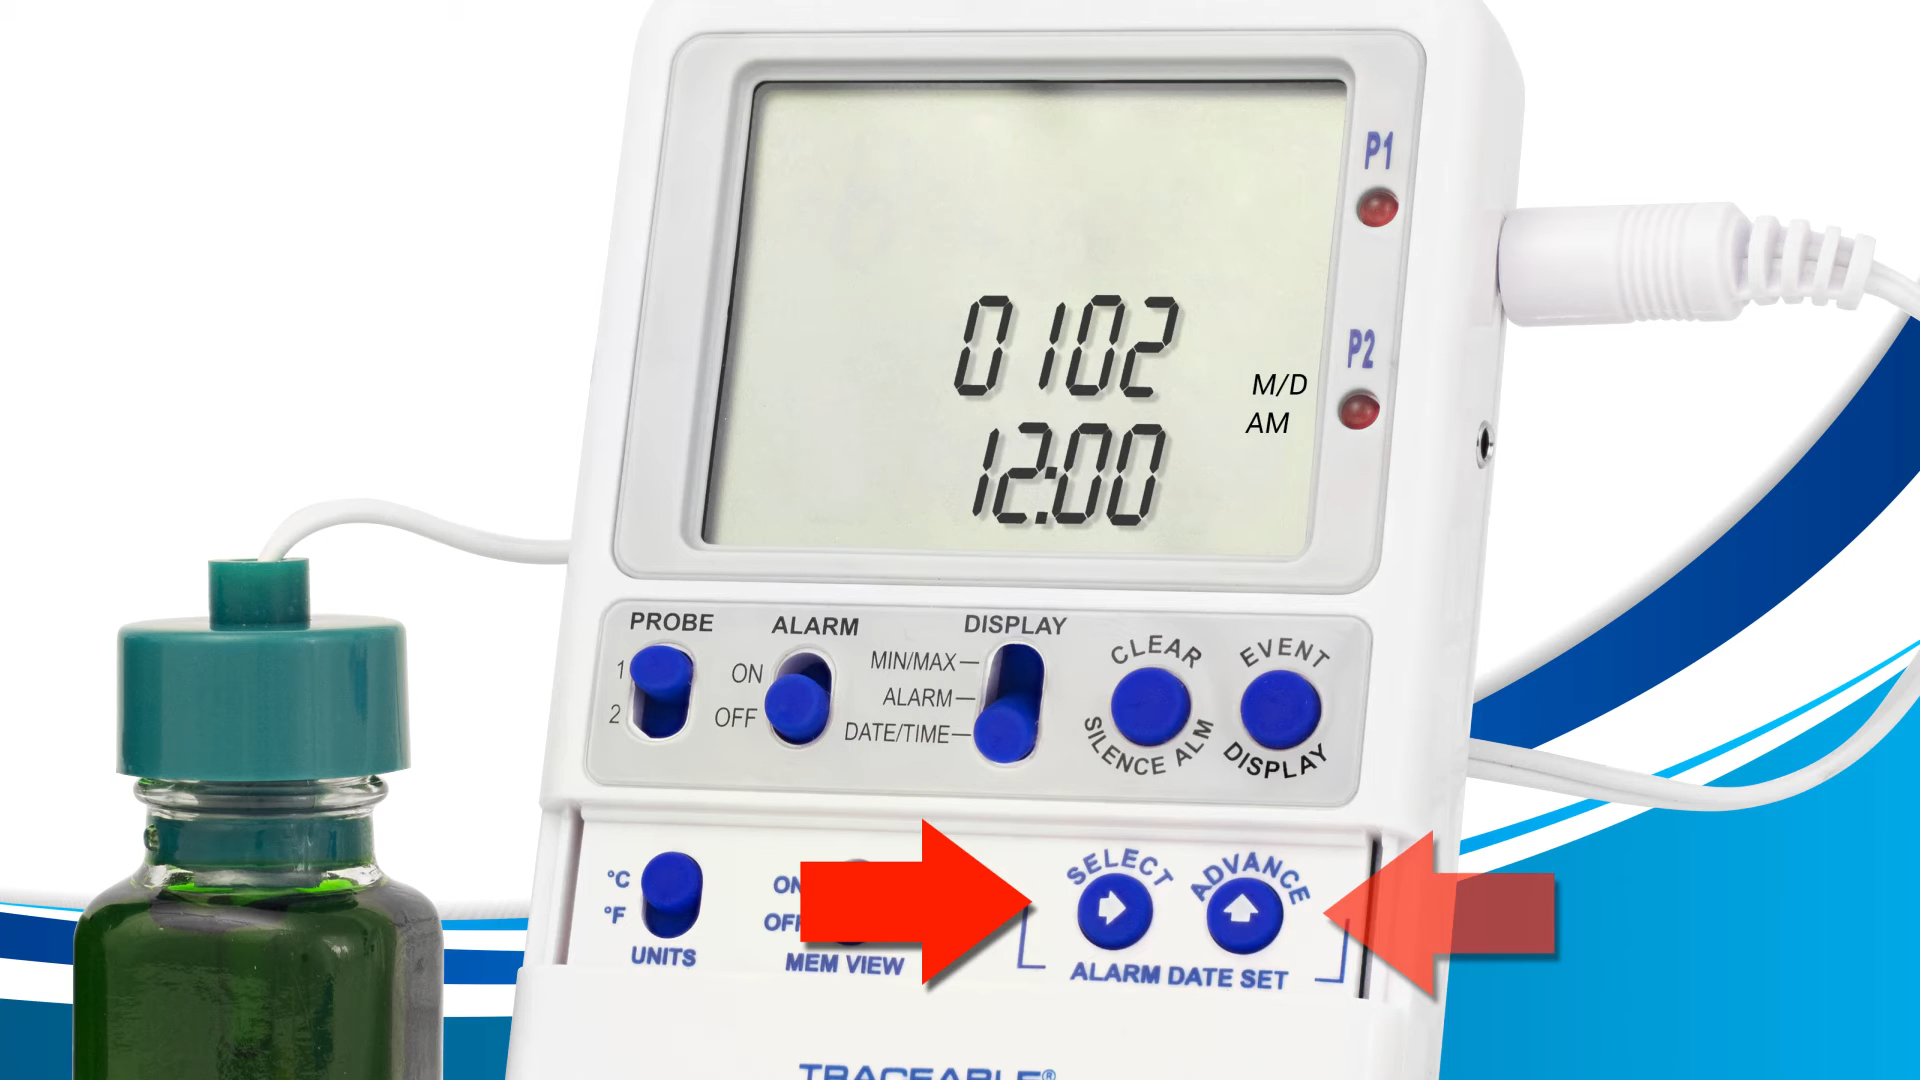 P1
P2
0102
M/D
AM
12:00
PROBE
1
2
ALARM
ON
OFF
DISPLAY
MIN/MAX
ALARM
DATE/TIME
CLEAR
SILENCE ALM
EVENT
DISPLAY
°C
°F
UNITS
MEM VIEW
SELECT
ADVANCE
ALARM DATE SET
TRACEABLE®